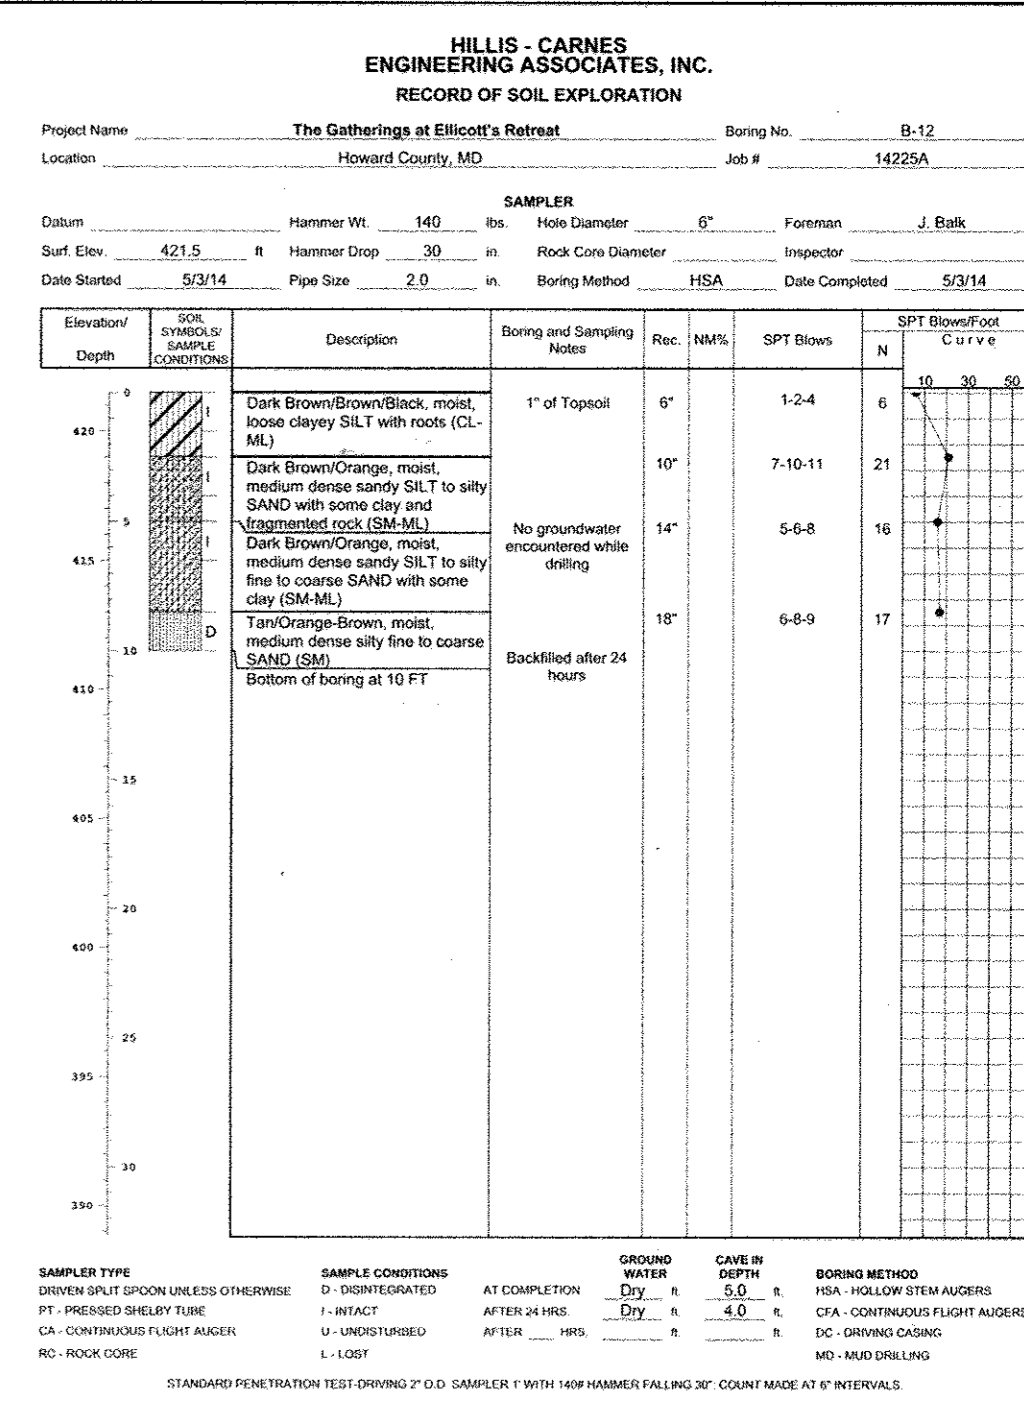 HILLIS - CARNES
ENGINEERING ASSOCIATES, INC.
RECORD OF SOIL EXPLORATION
Project Name The Gatherings at Ellicott's Retreat Boring No. B-12
Location Howard County, MD Job # 14225A
SAMPLER
Datum Hammer Wt. 140 lbs. Hole Diameter 6" Foreman J. Balk
Surf. Elev. 421.5 ft Hammer Drop 30 in. Rock Core Diameter Inspector
Date Started 5/3/14 Pipe Size 2.0 in. Boring Method HSA Date Completed 5/3/14
Elevation/
Depth
SOIL
SYMBOLS/
SAMPLE
CONDITIONS
Description
Boring and Sampling
Notes
Rec.
NM%
SPT Blows
SPT Blows/Foot
N
Curve
10 30 50
0
Dark Brown/Brown/Black, moist,
loose clayey SILT with roots (CL-
ML)
I
1" of Topsoil
6"
1-2-4
6
420
Dark Brown/Orange, moist,
medium dense sandy SILT to silty
SAND with some clay and
fragmented rock (SM-ML)
I
10"
7-10-11
21
5
Dark Brown/Orange, moist,
medium dense sandy SILT to silty
fine to coarse SAND with some
clay (SM-ML)
I
No groundwater
encountered while
drilling
14"
5-6-8
16
415
Tan/Orange-Brown, moist,
medium dense silty fine to coarse
SAND (SM)
D
18"
6-8-9
17
10
Bottom of boring at 10 FT
Backfilled after 24
hours
410
15
405
20
400
25
395
30
390
SAMPLER TYPE
DRIVEN SPLIT SPOON UNLESS OTHERWISE
PT - PRESSED SHELBY TUBE
CA - CONTINUOUS FLIGHT AUGER
RC - ROCK CORE
SAMPLE CONDITIONS
D - DISINTEGRATED
I - INTACT
U - UNDISTURBED
L - LOST
GROUND
WATER
CAVE IN
DEPTH
AT COMPLETION Dry ft. 5.0 ft.
AFTER 24 HRS. Dry ft. 4.0 ft.
AFTER ___ HRS. ft. ft.
BORING METHOD
HSA - HOLLOW STEM AUGERS
CFA - CONTINUOUS FLIGHT AUGERS
DC - DRIVING CASING
MD - MUD DRILLING
STANDARD PENETRATION TEST-DRIVING 2" O.D SAMPLER 1' WITH 140# HAMMER FALLING 30"; COUNT MADE AT 6" INTERVALS.